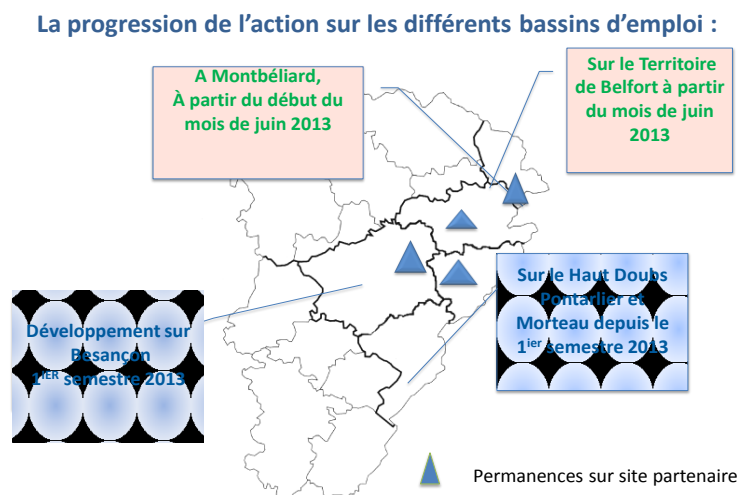 La progression de l’action sur les différents bassins d’emploi :
A Montbéliard,
À partir du début du
mois de juin 2013
Sur le Territoire
de Belfort à partir
du mois de juin
2013
Développement sur
Besançon
1IER semestre 2013
Sur le Haut Doubs
Pontarlier et
Morteau depuis le
1ier semestre 2013
Permanences sur site partenaire